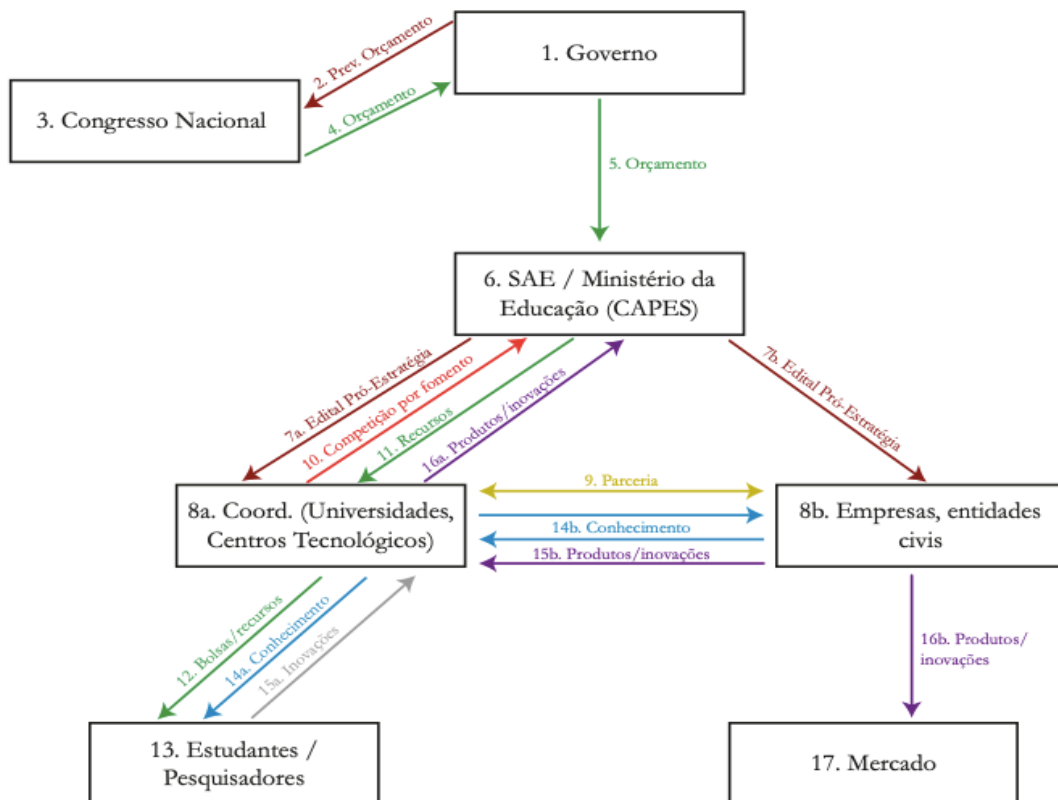 1. Governo
2. Prev. Orçamento
3. Congresso Nacional
4. Orçamento
5. Orçamento
6. SAE / Ministério da
Educação (CAPES)
7a. Edital Pró-Estratégia
10. Competição por fomento
11. Recursos
16a. Produtos/inovações
7b. Edital Pró-Estratégia
8a. Coord. (Universidades,
Centros Tecnológicos)
9. Parceria
14b. Conhecimento
15b. Produtos/inovações
8b. Empresas, entidades
civis
12. Bolsas/recursos
14a. Conhecimento
15a. Inovações
16b. Produtos/
inovações
13. Estudantes /
Pesquisadores
17. Mercado